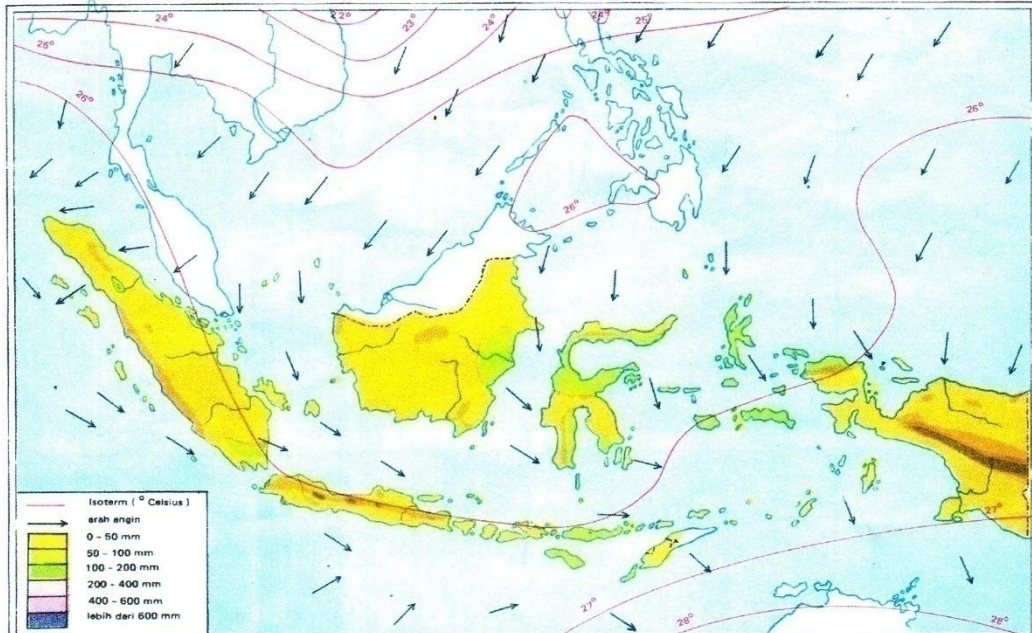 24°
22°
23°
24°
24°
25°
25°
26°
26°
26°
27°
27°
28°
28°
Isoterm ( ° Celsius )
arah angin
0 - 50 mm
50 - 100 mm
100 - 200 mm
200 - 400 mm
400 - 600 mm
lebih dari 600 mm